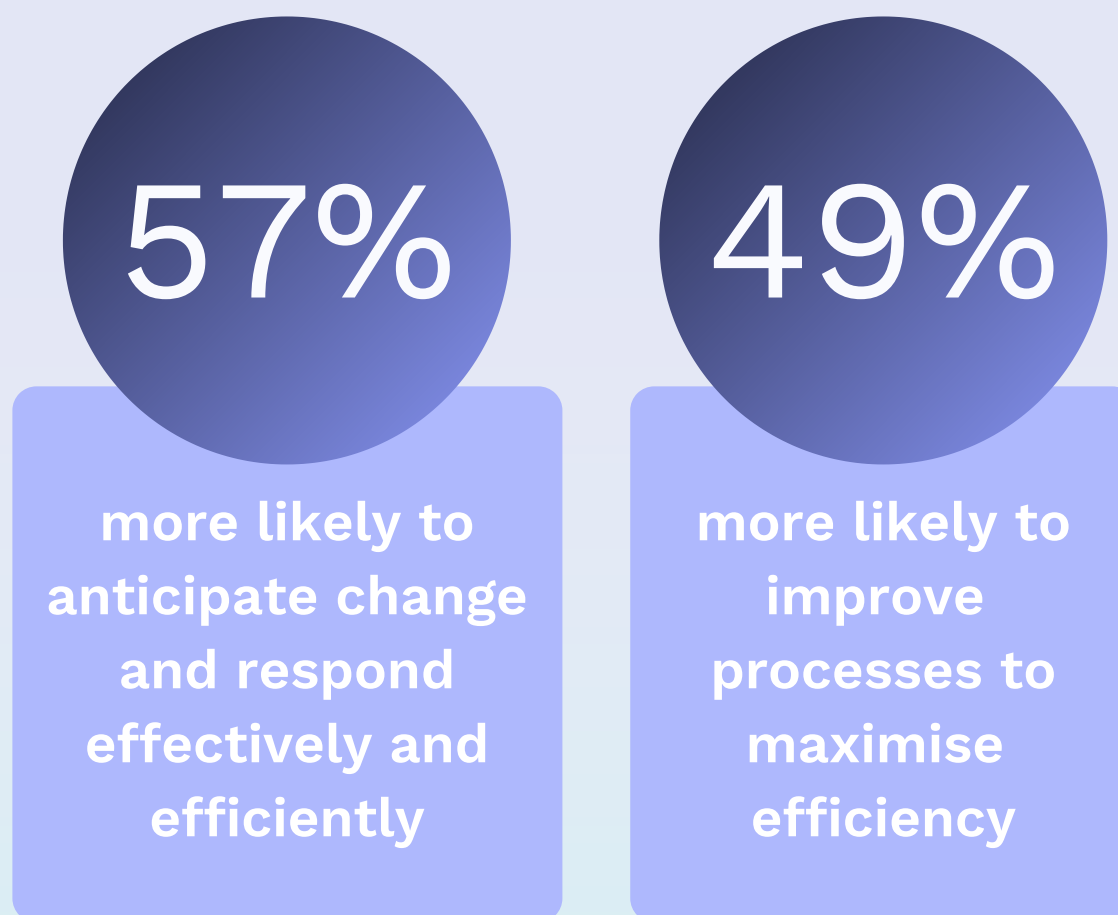 57%
more likely to
anticipate change
and respond
effectively and
efficiently
49%
more likely to
improve
processes to
maximise
efficiency